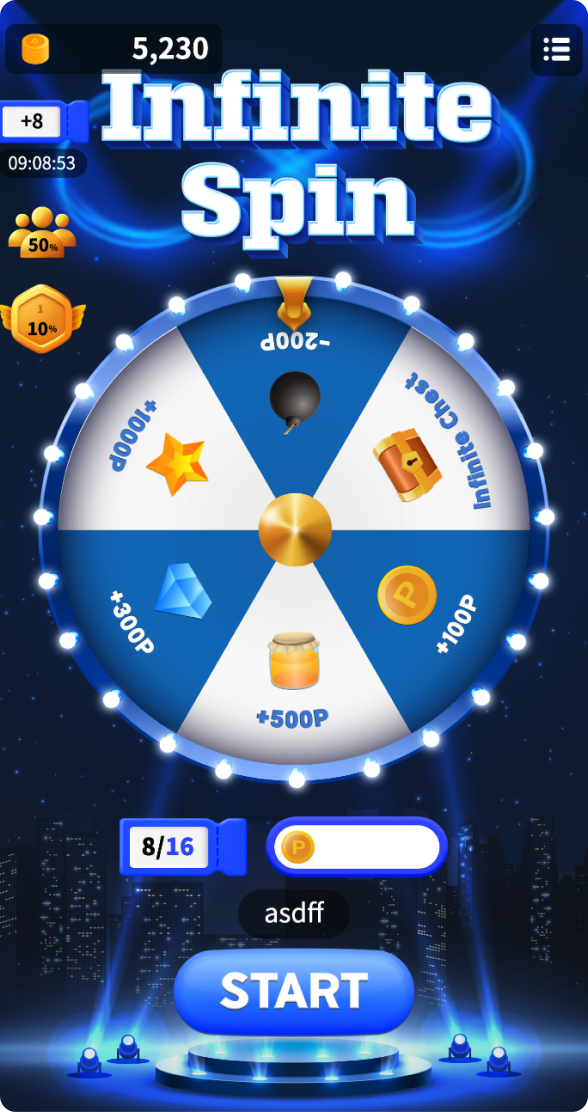 5,230
Infinite
Spin
+8
09:08:53
50%
1
10%
-200P
+1000P
Infinite Chest
+300P
P
+100P
+500P
8/16
P
asdff
START